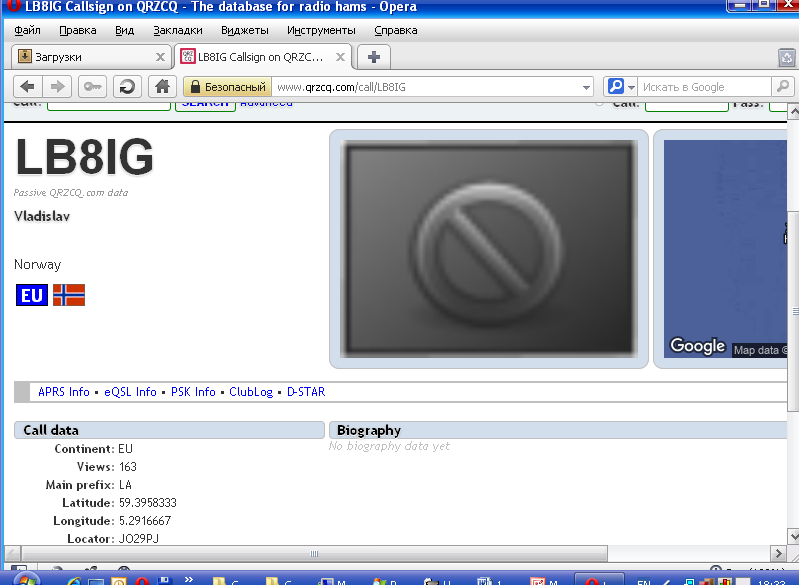 LB8IG Callsign on QRZCQ - The database for radio hams - Opera
Файл Правка Вид Закладки Виджеты Инструменты Справка
Загрузки
LB8IG Callsign on QRZC...
Безопасный www.qrzcq.com/call/LB8IG
Искать в Google
Call: SEARCH Advanced Call: Pass:
LB8IG
Passive QRZCQ.com data
Vladislav
Norway
EU
Google
Map data ©
APRS Info • eQSL Info • PSK Info • ClubLog • D-STAR
Call data
Continent: EU
Views: 163
Main prefix: LA
Latitude: 59.3958333
Longitude: 5.2916667
Locator: JO29PJ
Biography
No biography data yet
EN